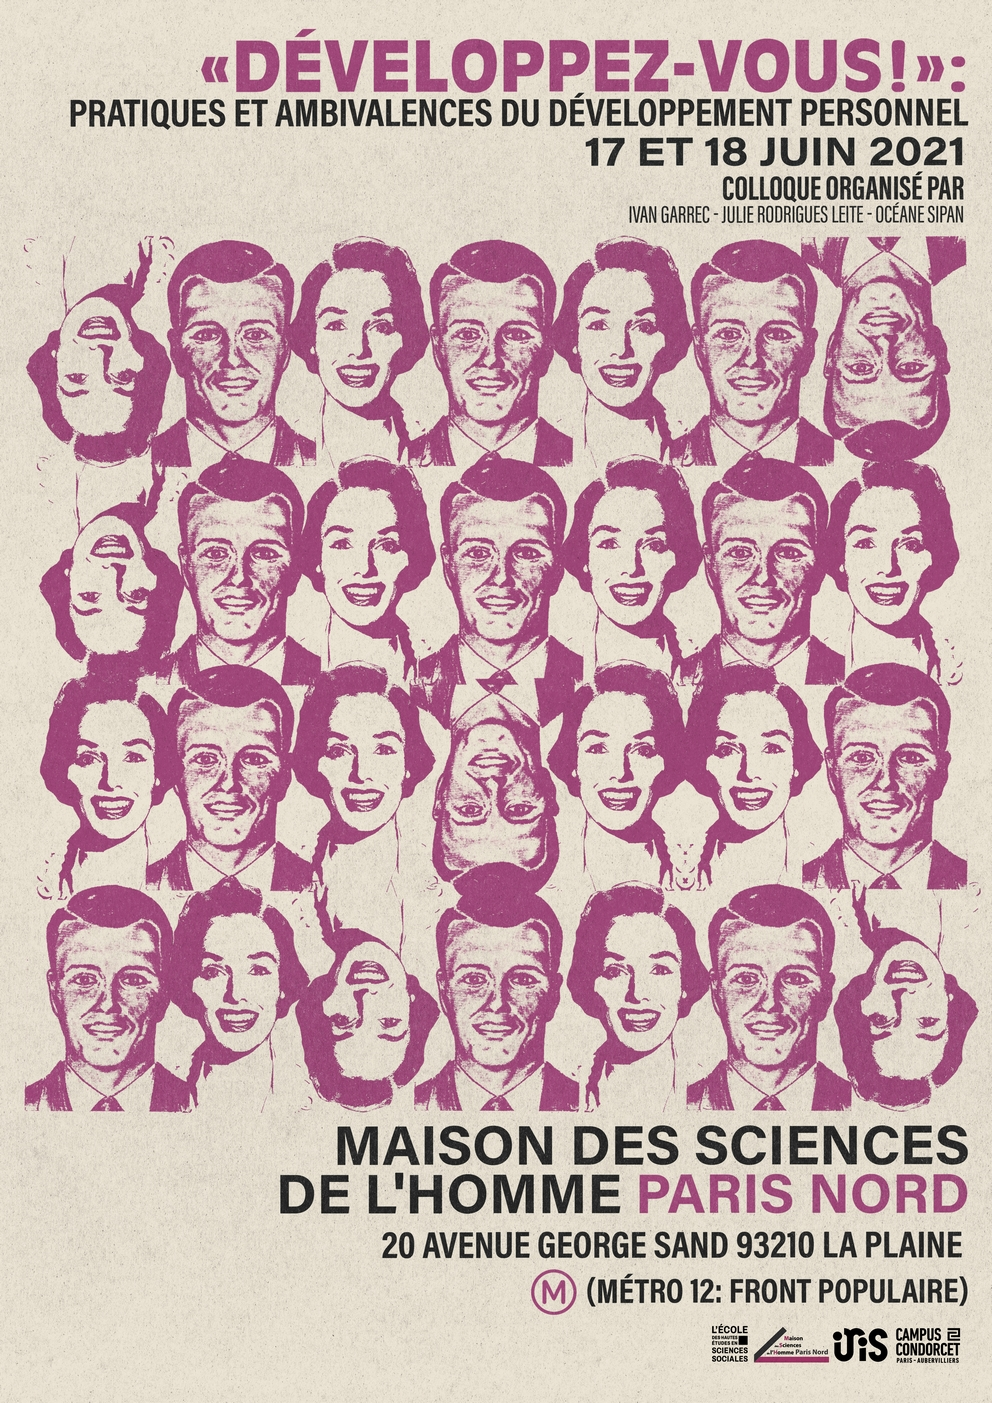 «DÉVELOPPEZ-VOUS!»:
PRATIQUES ET AMBIVALENCES DU DÉVELOPPEMENT PERSONNEL
17 ET 18 JUIN 2021
COLLOQUE ORGANISÉ PAR
IVAN GARREC - JULIE RODRIGUES LEITE - OCÉANE SIPAN
MAISON DES SCIENCES
DE L'HOMME PARIS NORD
20 AVENUE GEORGE SAND 93210 LA PLAINE
M (MÉTRO 12: FRONT POPULAIRE)
L'ÉCOLE
DES HAUTES
ÉTUDES EN
SCIENCES
SOCIALES
Maison
des Sciences
de l'Homme Paris Nord
iris
CAMPUS
CONDORCET
PARIS - AUBERVILLIERS